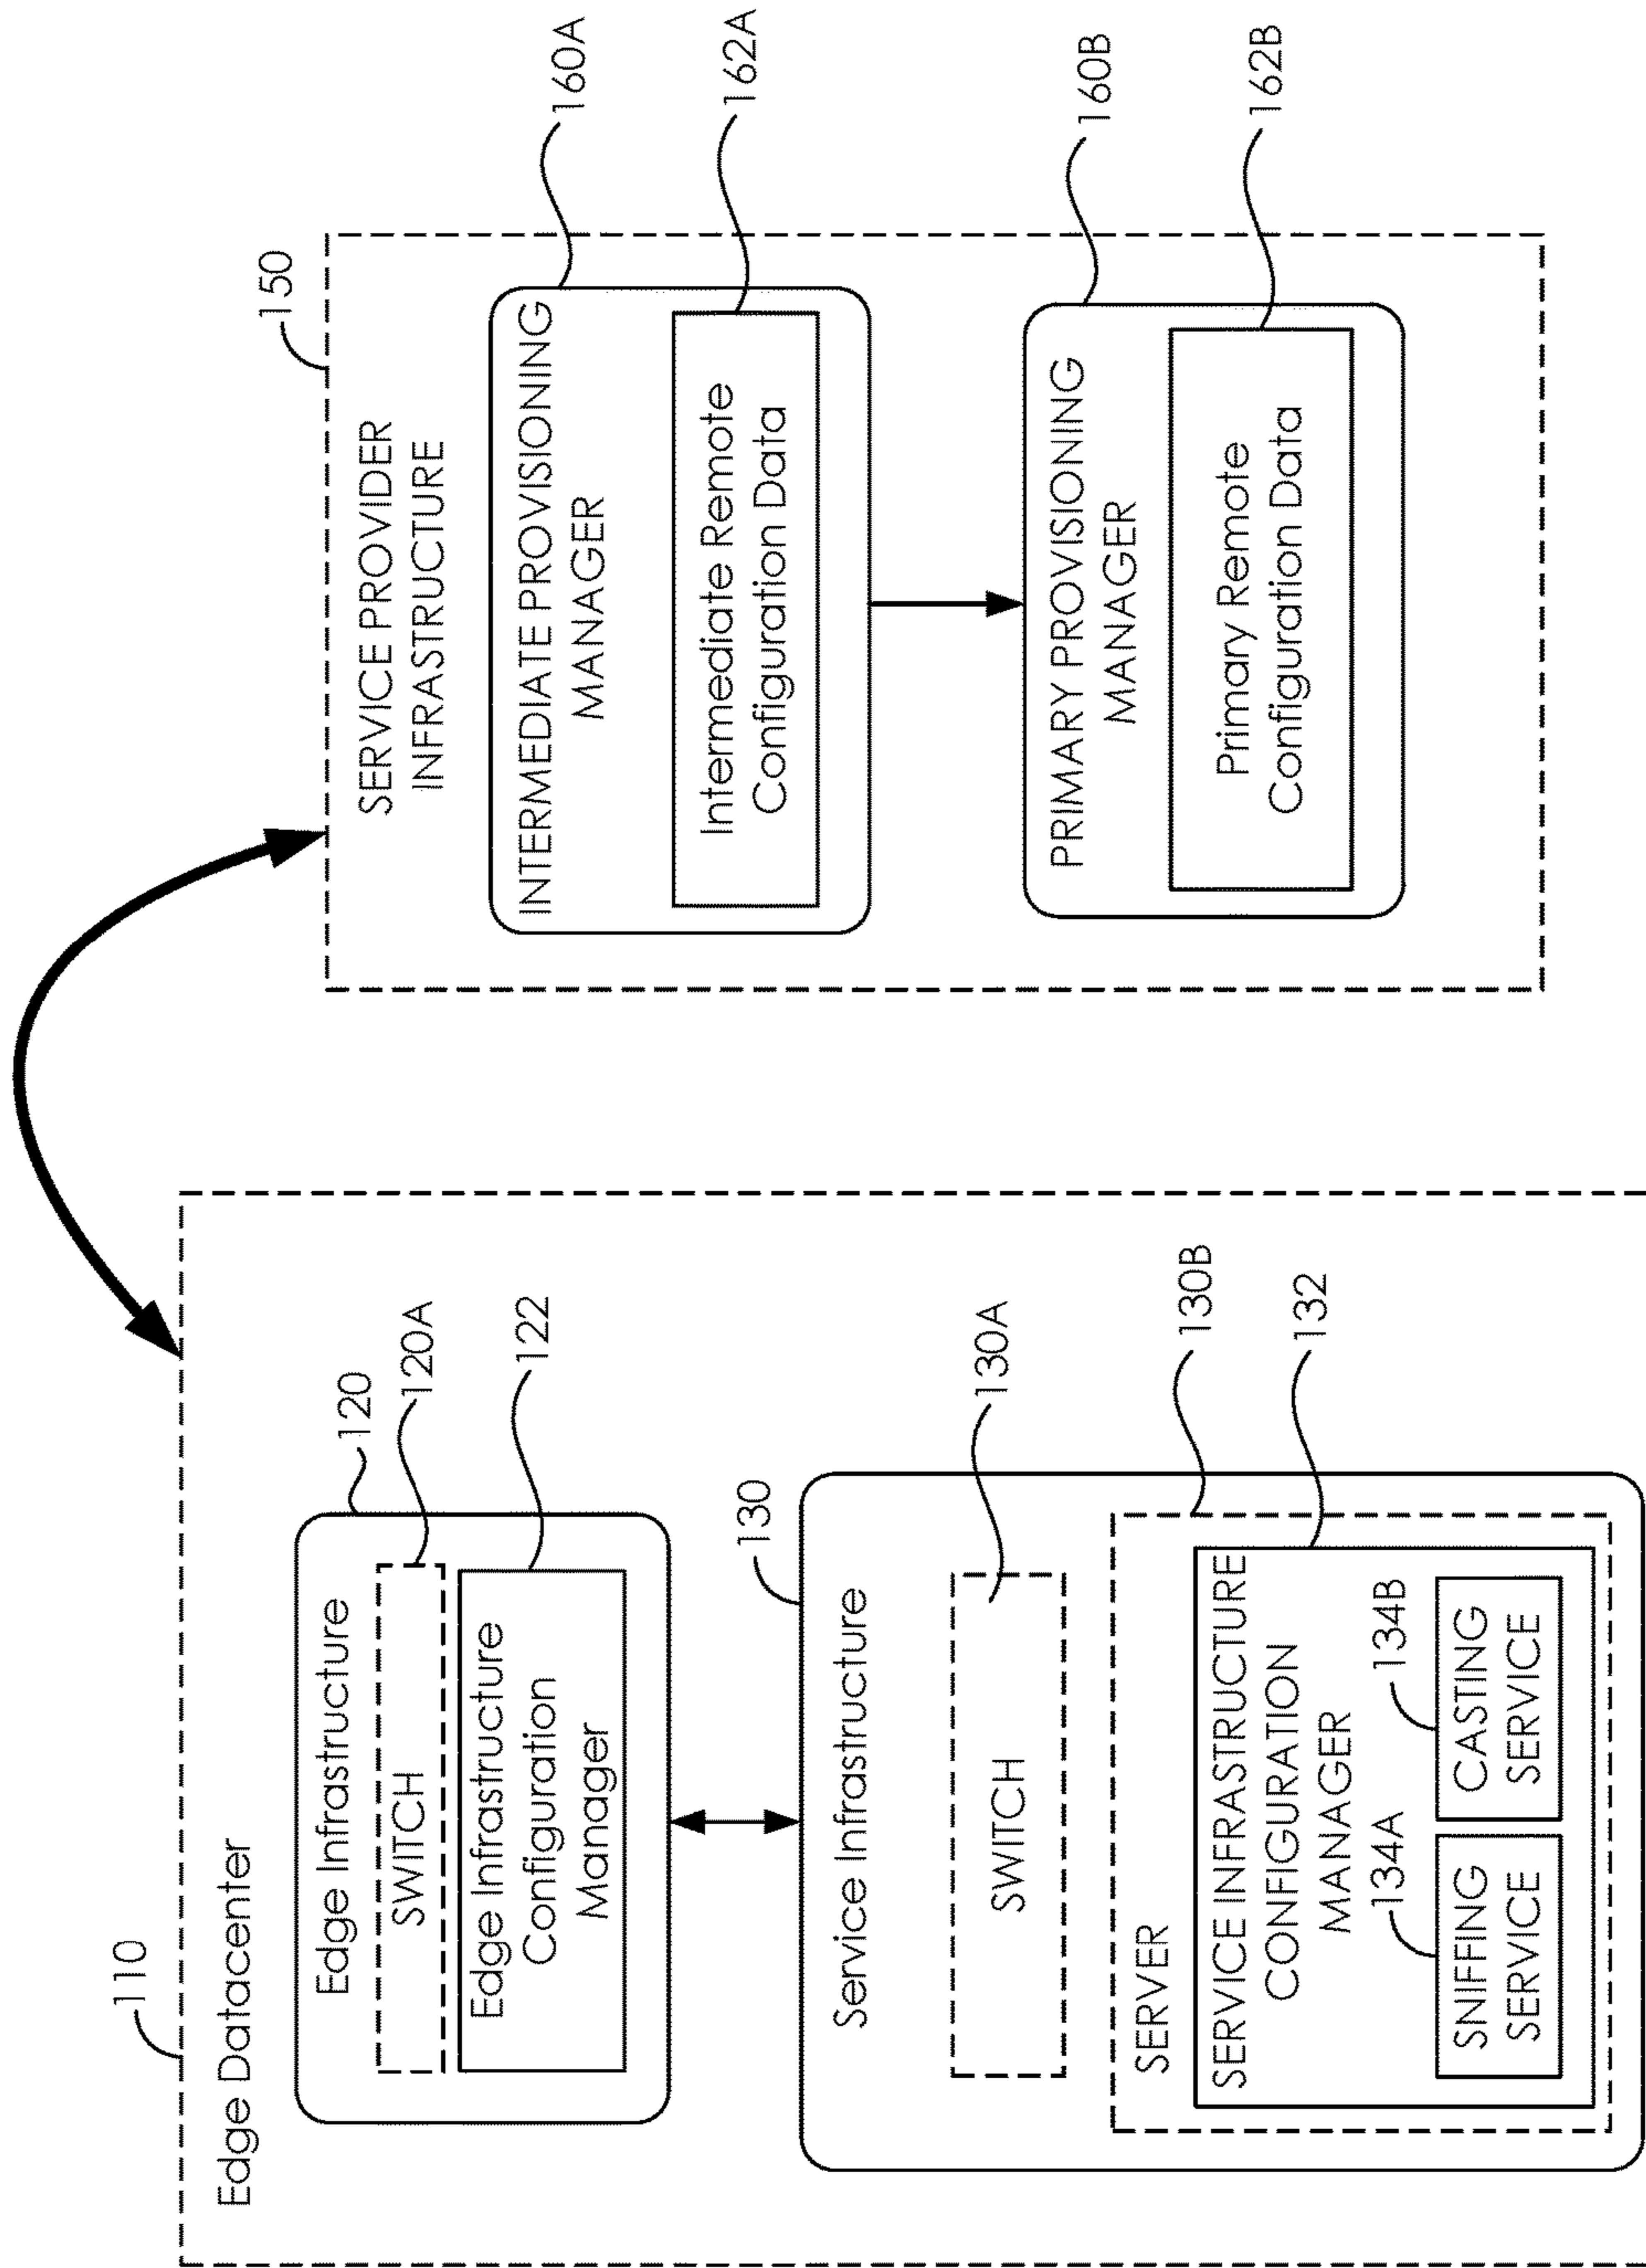 110
Edge Datacenter
Edge Infrastructure
120
SWITCH
120A
Edge Infrastructure
Configuration
Manager
122
130
Service Infrastructure
SWITCH
130A
SERVER
130B
SERVICE INFRASTRUCTURE
CONFIGURATION
MANAGER
132
134A
SNIFFING
SERVICE
134B
CASTING
SERVICE
150
SERVICE PROVIDER
INFRASTRUCTURE
INTERMEDIATE PROVISIONING
MANAGER
160A
Intermediate Remote
Configuration Data
162A
PRIMARY PROVISIONING
MANAGER
160B
Primary Remote
Configuration Data
162B